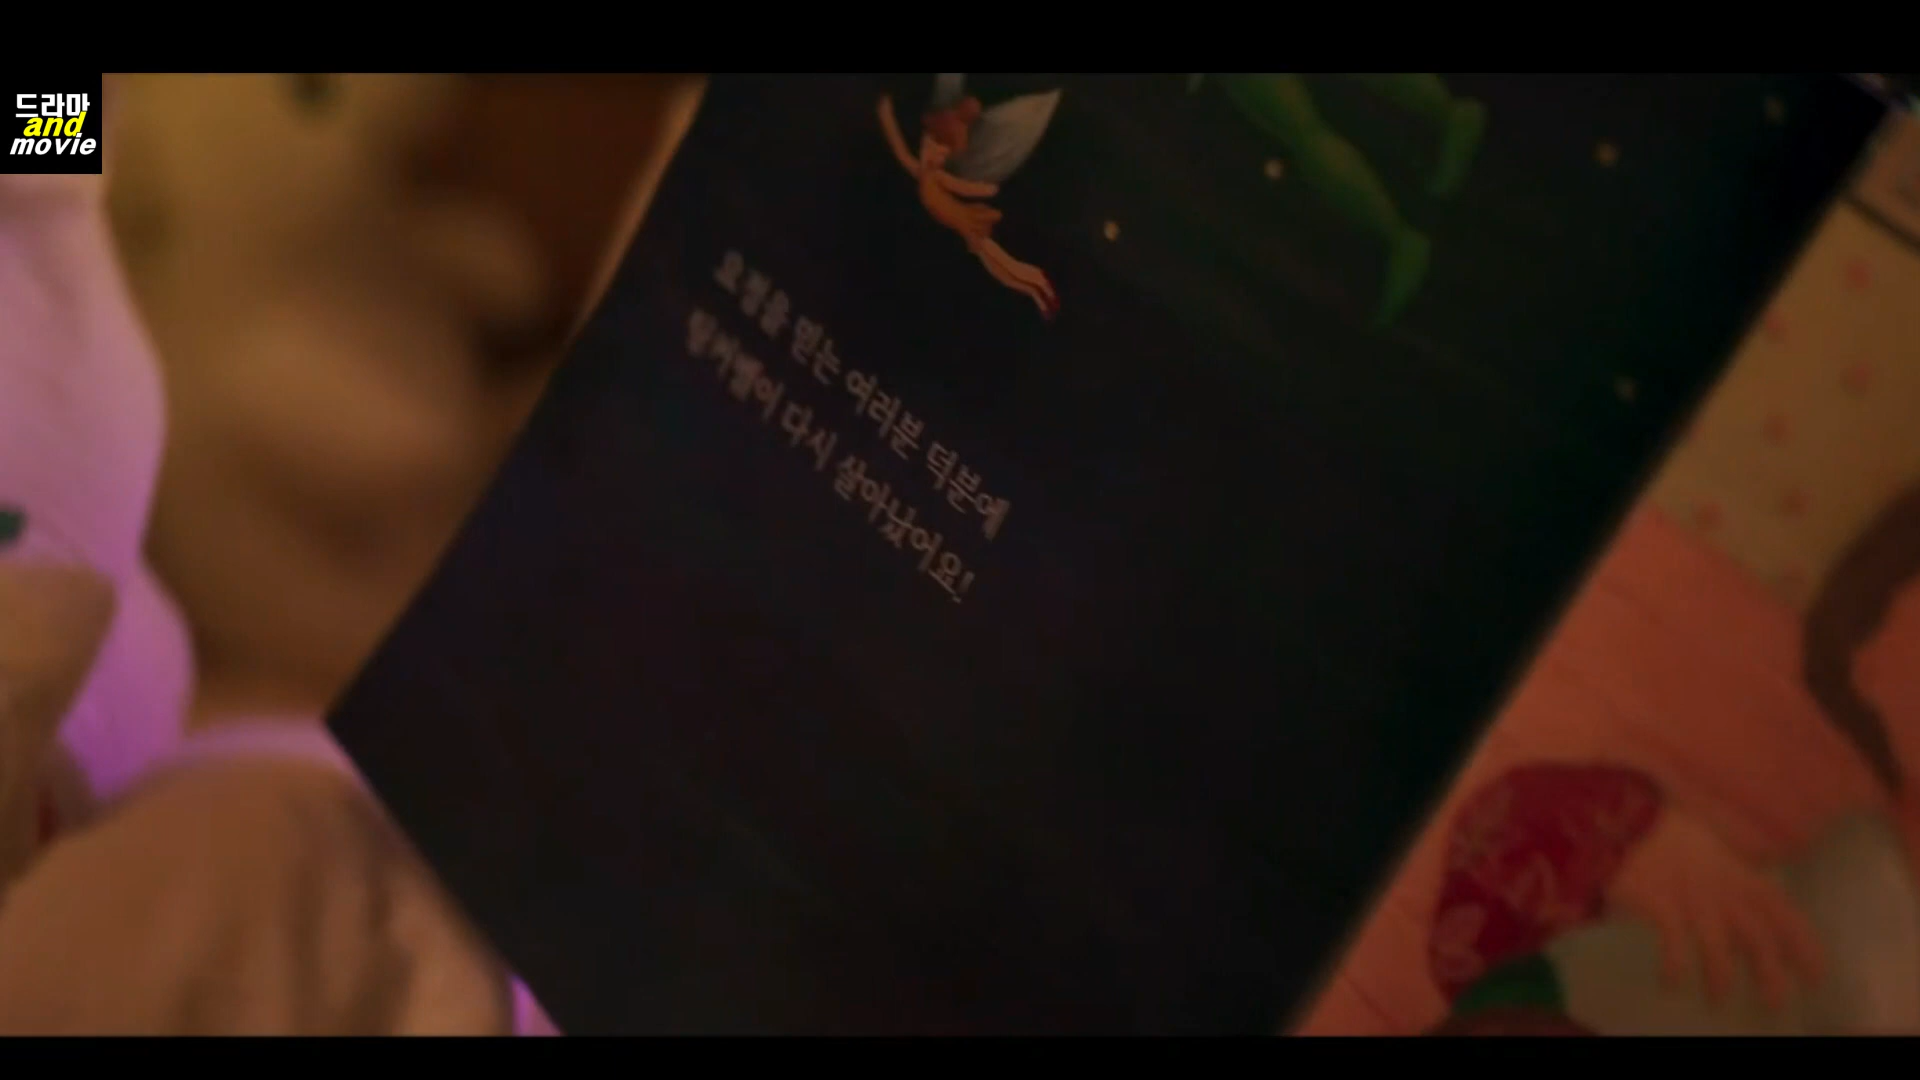 드라마
and
movie
요정을 믿는 여러분 덕분에
팅커벨이 다시 살아났어요!